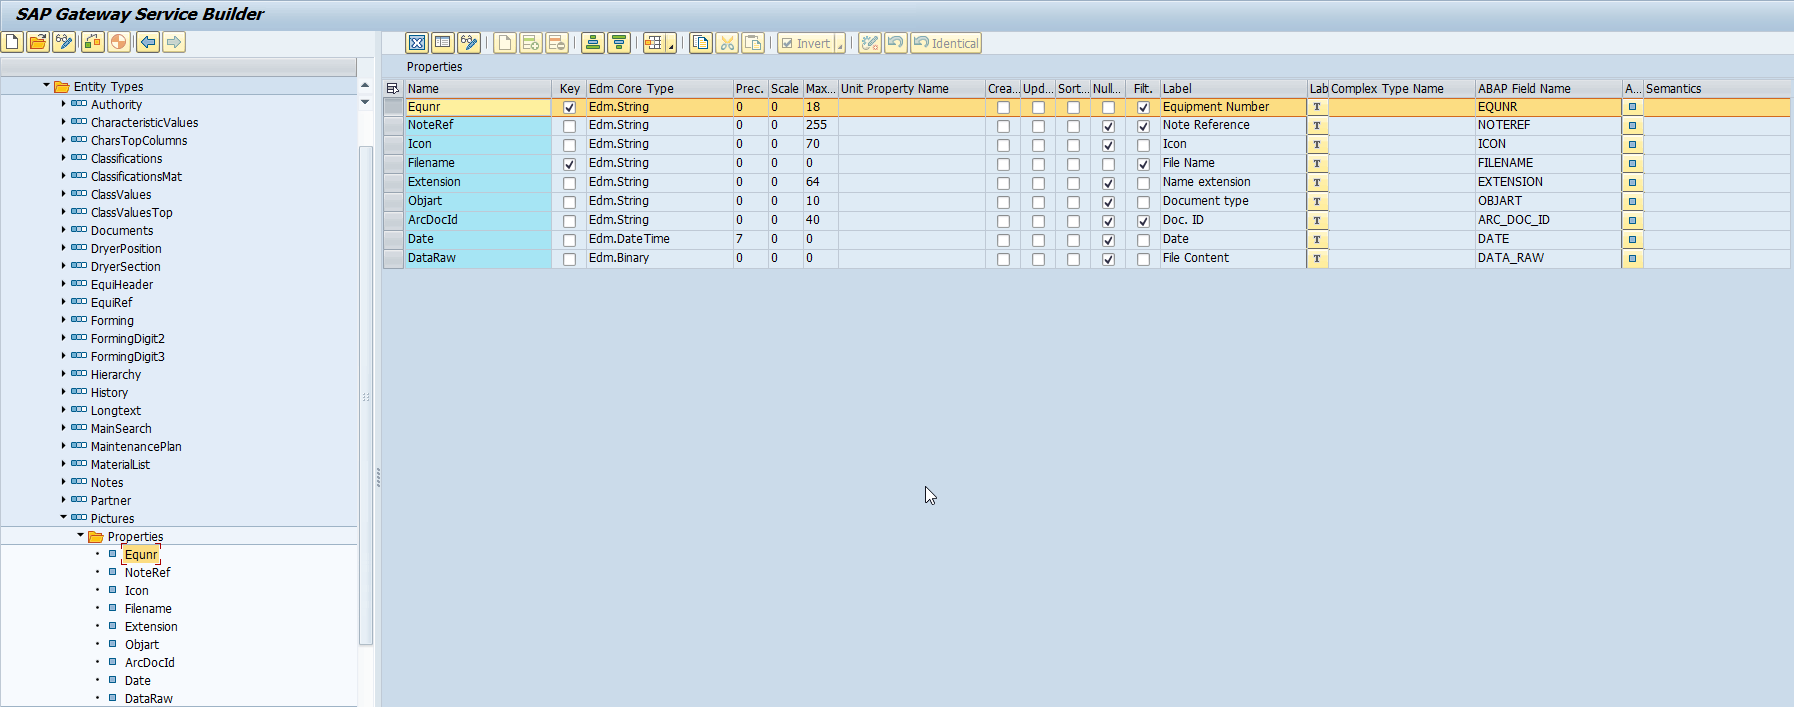 SAP Gateway Service Builder
Invert
Identical
Properties
Name Key Edm Core Type Prec. Scale Max... Unit Property Name Crea... Upd... Sort... Null... Filt. Label Lab Complex Type Name ABAP Field Name A... Semantics
Equnr Edm.String 0 0 18 Equipment Number T EQUNR
NoteRef Edm.String 0 0 255 Note Reference T NOTEREF
Icon Edm.String 0 0 70 Icon T ICON
Filename Edm.String 0 0 0 File Name T FILENAME
Extension Edm.String 0 0 64 Name extension T EXTENSION
Objart Edm.String 0 0 10 Document type T OBJART
ArcDocId Edm.String 0 0 40 Doc. ID T ARC_DOC_ID
Date Edm.DateTime 7 0 0 Date T DATE
DataRaw Edm.Binary 0 0 0 File Content T DATA_RAW
Entity Types
Authority
CharacteristicValues
CharsTopColumns
Classifications
ClassificationsMat
ClassValues
ClassValuesTop
Documents
DryerPosition
DryerSection
EquiHeader
EquiRef
Forming
FormingDigit2
FormingDigit3
Hierarchy
History
Longtext
MainSearch
MaintenancePlan
MaterialList
Notes
Partner
Pictures
Properties
Equnr
NoteRef
Icon
Filename
Extension
Objart
ArcDocId
Date
DataRaw